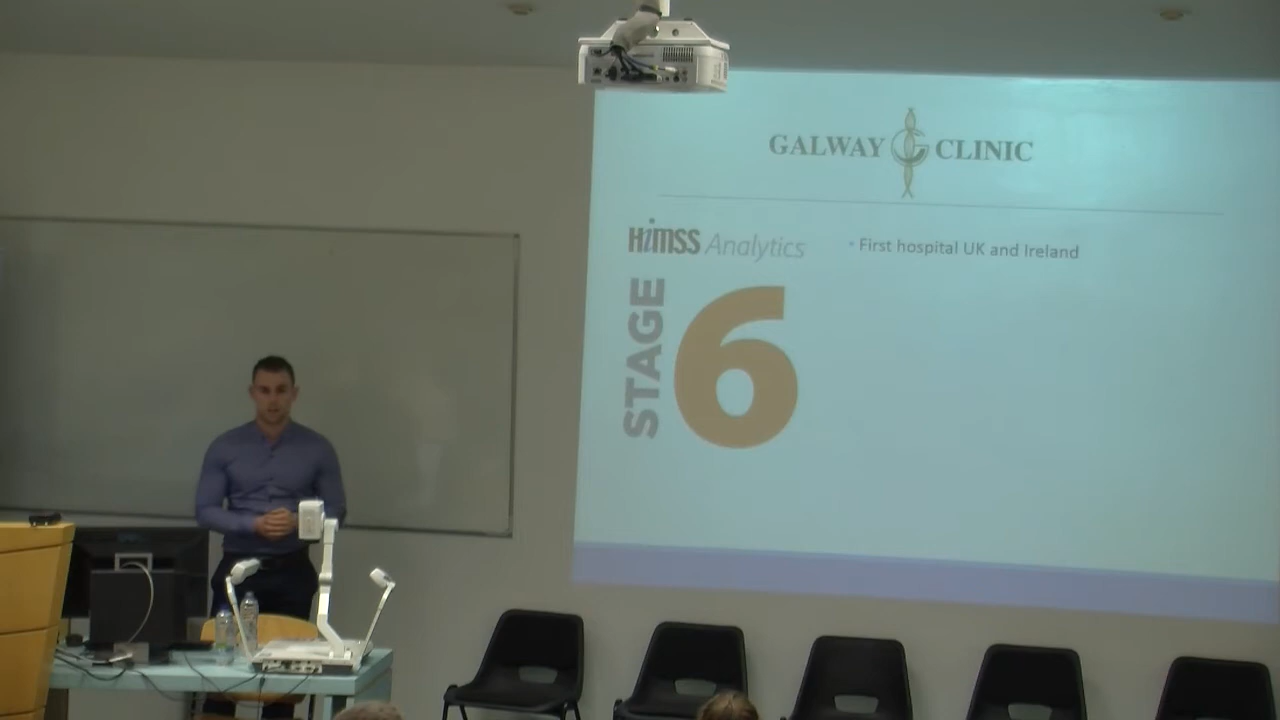 GALWAY CLINIC
HiMSS Analytics
• First hospital UK and Ireland
STAGE 6